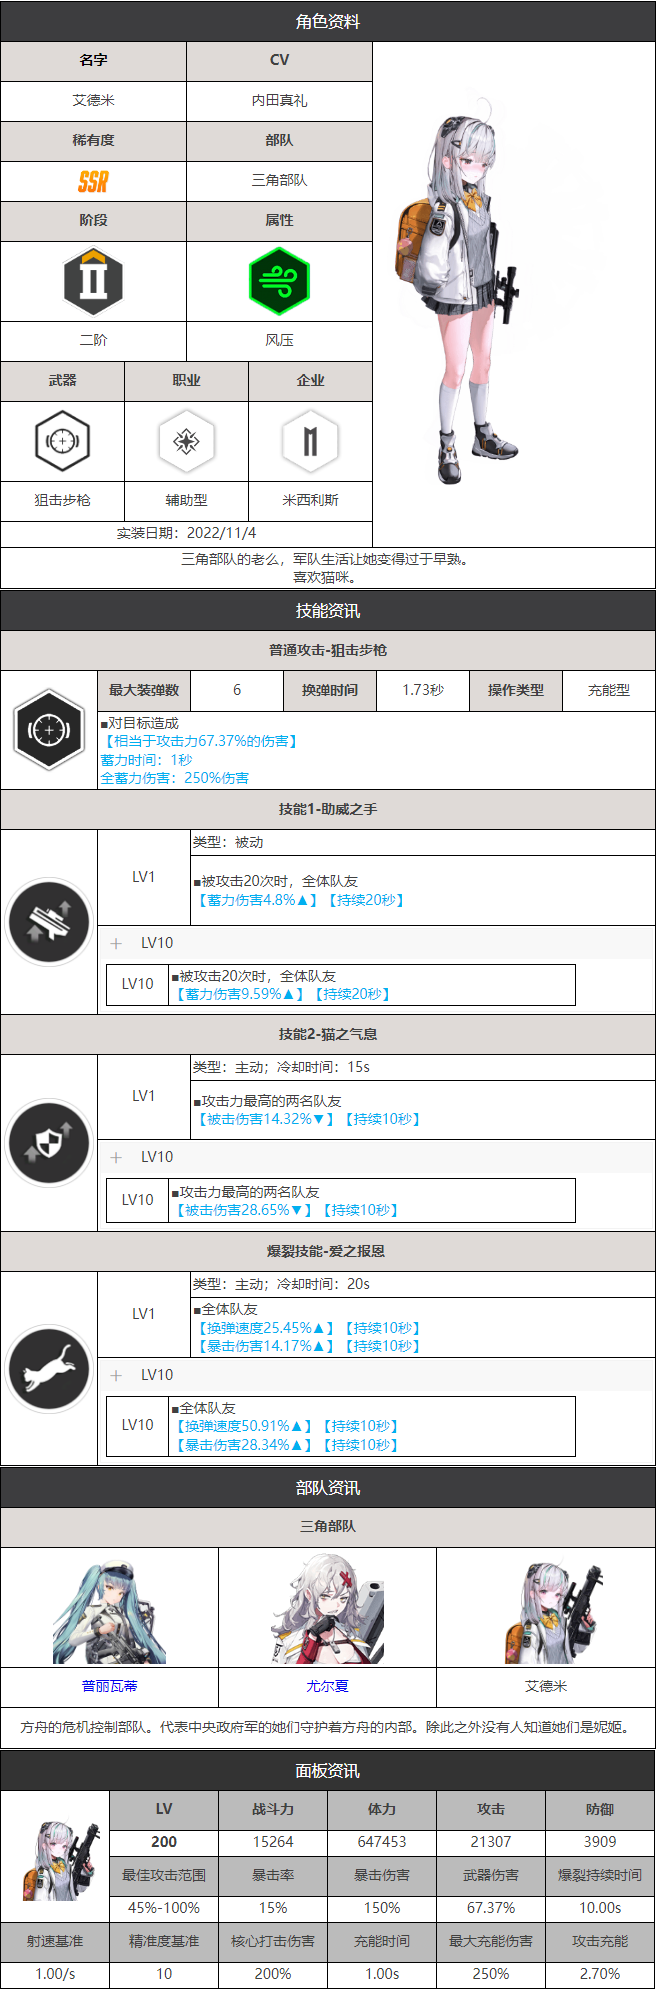 角色资料
名字 CV
艾德米 内田真礼
稀有度 部队
SSR 三角部队
阶段 属性
二阶 风压
武器 职业 企业
狙击步枪 辅助型 米西利斯
实装日期：2022/11/4
三角部队的老么，军队生活让她变得过于早熟。
喜欢猫咪。
技能资讯
普通攻击-狙击步枪
最大装弹数 6 换弹时间 1.73秒 操作类型 充能型
■对目标造成
【相当于攻击力67.37%的伤害】
蓄力时间：1秒
全蓄力伤害：250%伤害
技能1-助威之手
LV1
类型：被动
■被攻击20次时，全体队友
【蓄力伤害4.8%▲】【持续20秒】
+ LV10
LV10
■被攻击20次时，全体队友
【蓄力伤害9.59%▲】【持续20秒】
技能2-猫之气息
LV1
类型：主动；冷却时间：15s
■攻击力最高的两名队友
【被击伤害14.32%▼】【持续10秒】
+ LV10
LV10
■攻击力最高的两名队友
【被击伤害28.65%▼】【持续10秒】
爆裂技能-爱之报恩
LV1
类型：主动；冷却时间：20s
■全体队友
【换弹速度25.45%▲】【持续10秒】
【暴击伤害14.17%▲】【持续10秒】
+ LV10
LV10
■全体队友
【换弹速度50.91%▲】【持续10秒】
【暴击伤害28.34%▲】【持续10秒】
部队资讯
三角部队
普丽瓦蒂 尤尔夏 艾德米
方舟的危机控制部队。代表中央政府军的她们守护着方舟的内部。除此之外没有人知道她们是妮姬。
面板资讯
LV 战斗力 体力 攻击 防御
200 15264 647453 21307 3909
最佳攻击范围 暴击率 暴击伤害 武器伤害 爆裂持续时间
45%-100% 15% 150% 67.37% 10.00s
射速基准 精准度基准 核心打击伤害 充能时间 最大充能伤害 攻击充能
1.00/s 10 200% 1.00s 250% 2.70%